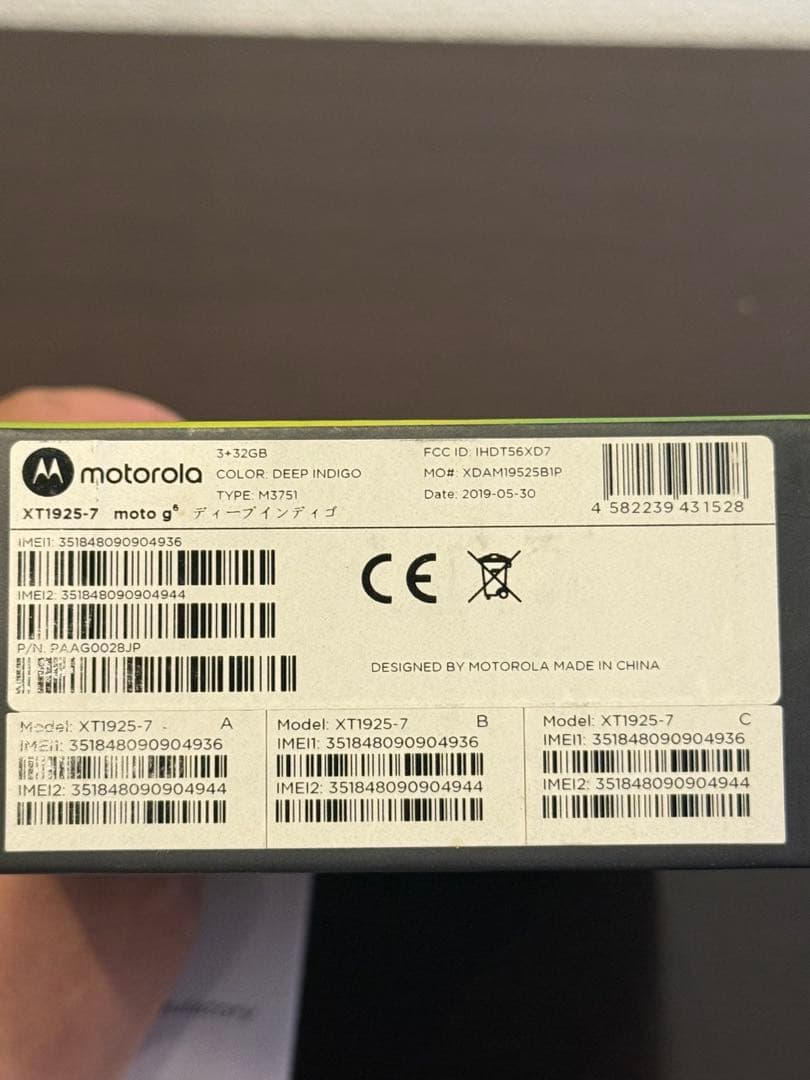 motorola
3+32GB
COLOR: DEEP INDIGO
TYPE: M3751
FCC ID: IHDT56XD7
MO#: XDAM19525B1P
Date: 2019-05-30
4 582239 431528
XT1925-7 moto g⁶ ディープインディゴ
IMEI1: 351848090904936
IMEI2: 351848090904944
P/N: PAAG0028JP
CE
DESIGNED BY MOTOROLA MADE IN CHINA
Model: XT1925-7 A
IMEI1: 351848090904936
IMEI2: 351848090904944
Model: XT1925-7 B
IMEI1: 351848090904936
IMEI2: 351848090904944
Model: XT1925-7 C
IMEI1: 351848090904936
IMEI2: 351848090904944